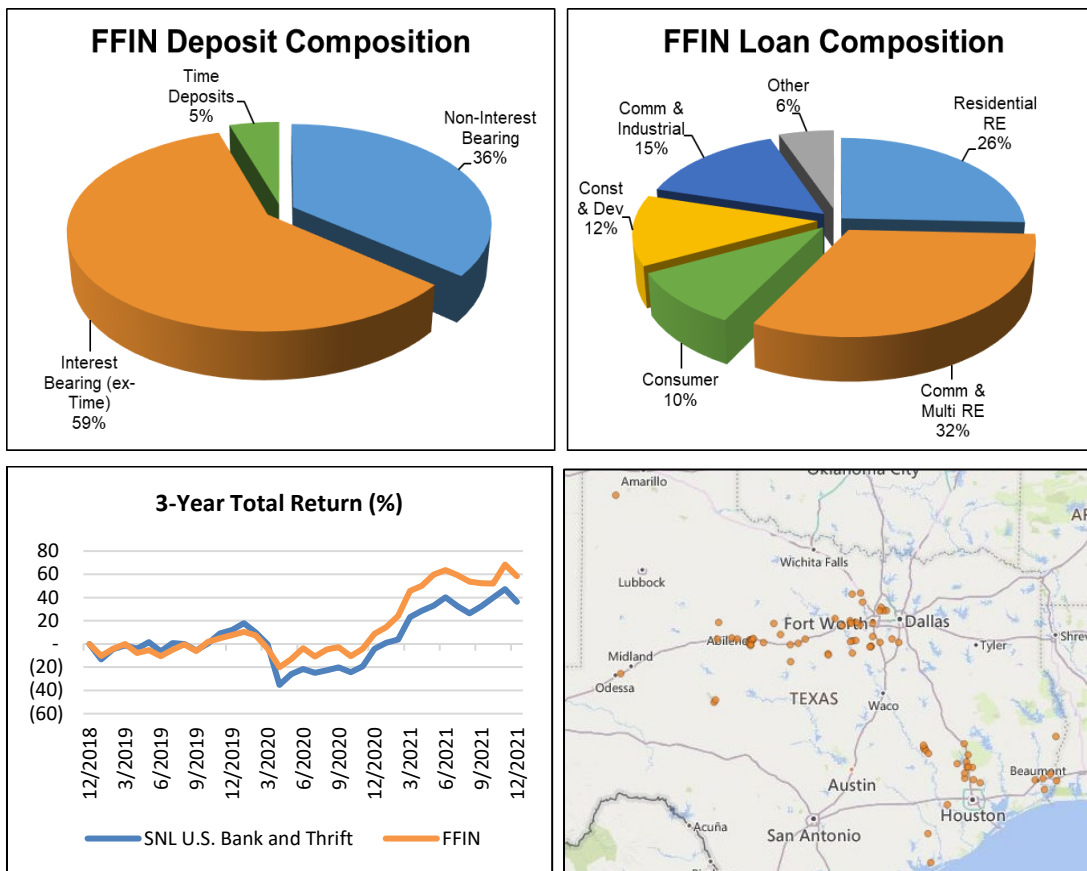 FFIN Deposit Composition
Time
Deposits
5%
Non-Interest
Bearing
36%
Interest
Bearing (ex-
Time)
59%
FFIN Loan Composition
Other
6%
Comm &
Industrial
15%
Residential
RE
26%
Const
& Dev
12%
Consumer
10%
Comm &
Multi RE
32%
3-Year Total Return (%)
80
60
40
20
-
(20)
(40)
(60)
12/2018
3/2019
6/2019
9/2019
12/2019
3/2020
6/2020
9/2020
12/2020
3/2021
6/2021
9/2021
12/2021
SNL U.S. Bank and Thrift
FFIN
Oklahoma City
Amarillo
AR
Wichita Falls
Lubbock
Fort Worth
Dallas
Abilene
Tyler
Shrev
Midland
Odessa
TEXAS
Waco
Austin
Beaumont
Houston
San Antonio
Acuña